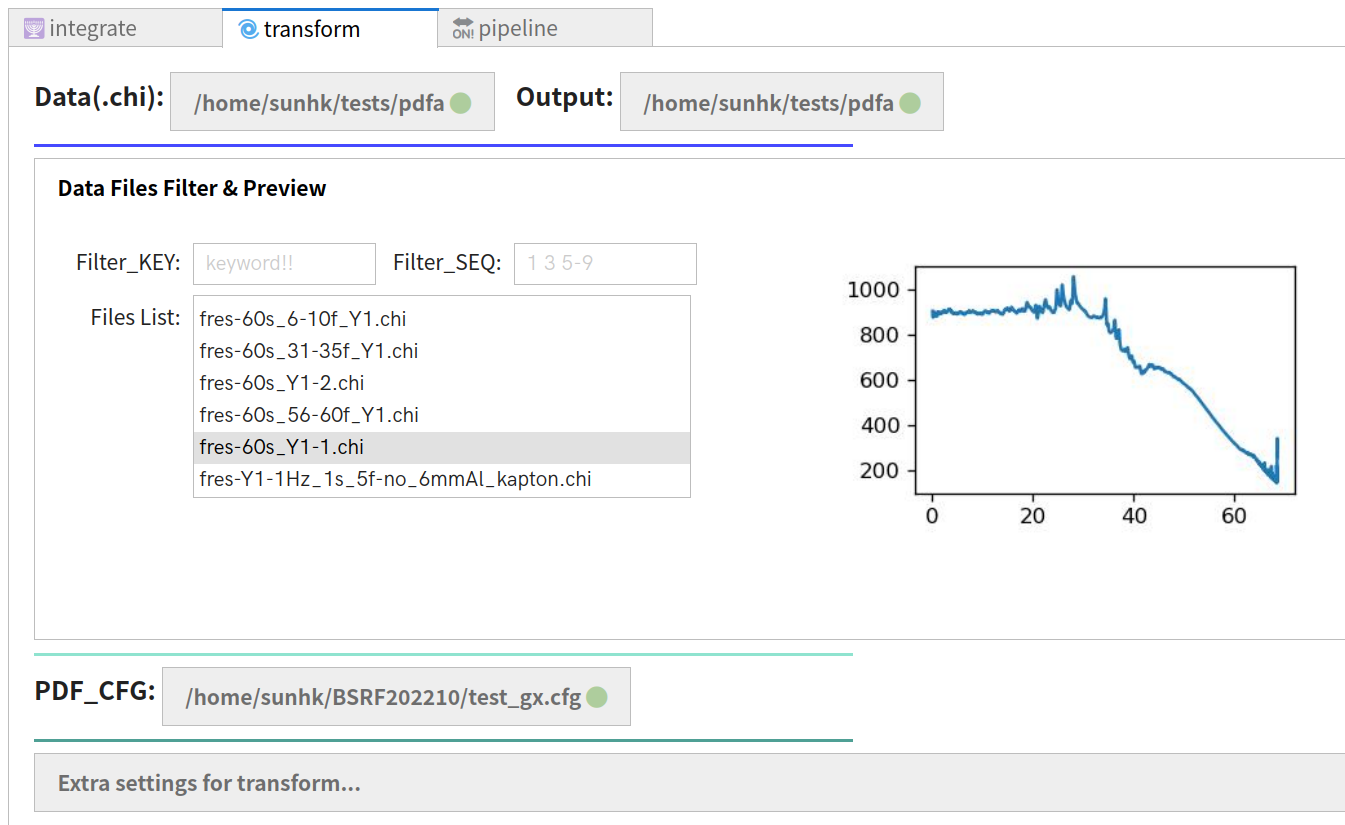 integrate transform ON! pipeline
Data(.chi): /home/sunhk/tests/pdfa Output: /home/sunhk/tests/pdfa
Data Files Filter & Preview
Filter_KEY: keyword!! Filter_SEQ: 1 3 5-9
Files List:
fres-60s_6-10f_Y1.chi
fres-60s_31-35f_Y1.chi
fres-60s_Y1-2.chi
fres-60s_56-60f_Y1.chi
fres-60s_Y1-1.chi
fres-Y1-1Hz_1s_5f-no_6mmAl_kapton.chi
1000
800
600
400
200
0 20 40 60
PDF_CFG: /home/sunhk/BSRF202210/test_gx.cfg
Extra settings for transform...